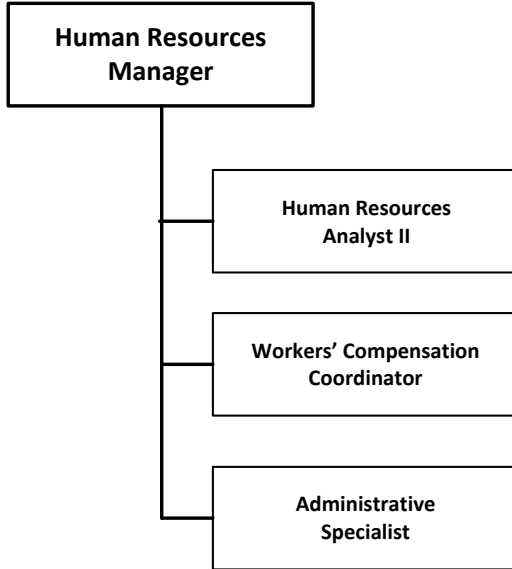 Human Resources
Manager
Human Resources
Analyst II
Workers’ Compensation
Coordinator
Administrative
Specialist